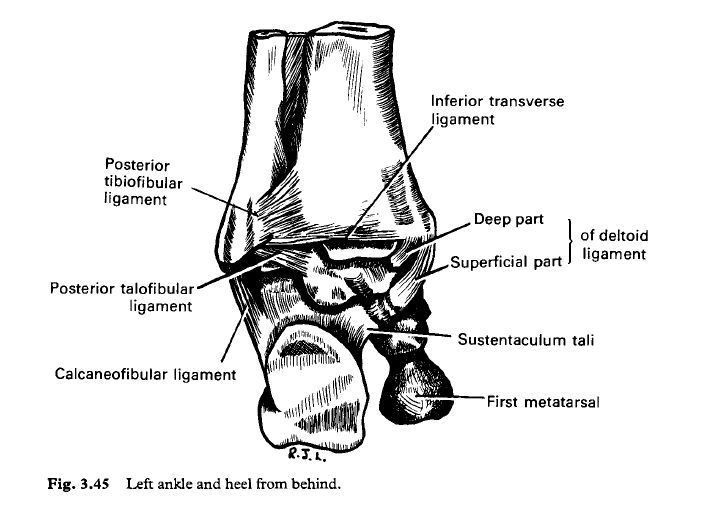 Inferior transverse
ligament
Posterior
tibiofibular
ligament
Deep part
of deltoid
ligament
Superficial part
Posterior talofibular
ligament
Sustentaculum tali
Calcaneofibular ligament
First metatarsal
R.J.L.
Fig. 3.45 Left ankle and heel from behind.